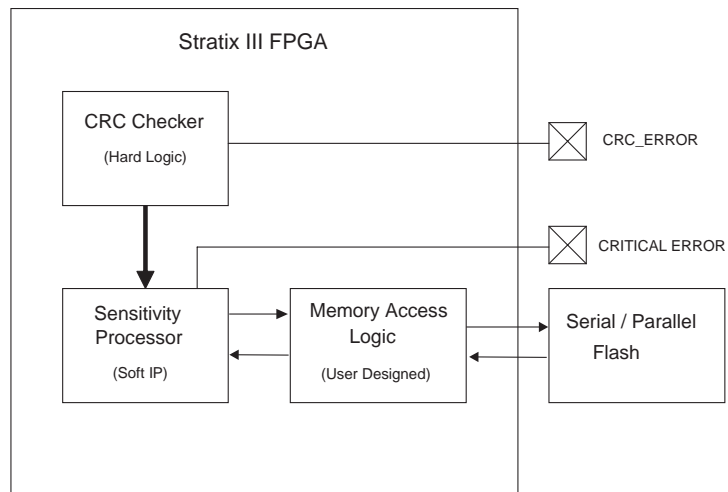 Stratix III FPGA
CRC Checker
(Hard Logic)
CRC_ERROR
CRITICAL ERROR
Sensitivity
Processor
(Soft IP)
Memory Access
Logic
(User Designed)
Serial / Parallel
Flash